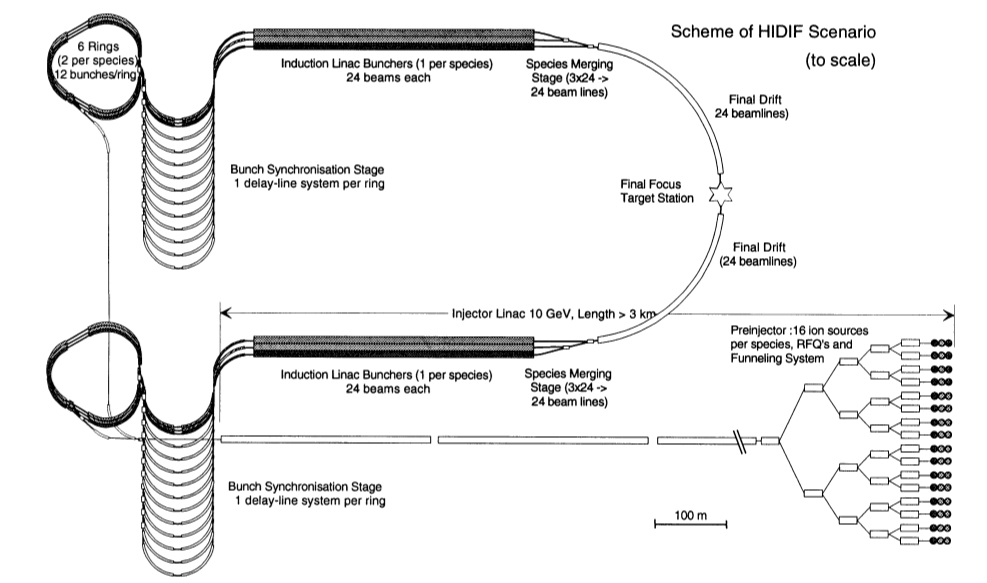 Scheme of HIDIF Scenario
(to scale)
6 Rings
(2 per species)
12 bunches/ring)
Induction Linac Bunchers (1 per species)
24 beams each
Species Merging
Stage (3x24 ->
24 beam lines)
Final Drift
24 beamlines)
Bunch Synchronisation Stage
1 delay-line system per ring
Final Focus
Target Station
Final Drift
(24 beamlines)
Injector Linac 10 GeV, Length > 3 km
Preinjector :16 ion sources
per species, RFQ's and
Funneling System
Induction Linac Bunchers (1 per species)
24 beams each
Species Merging
Stage (3x24 ->
24 beam lines)
Bunch Synchronisation Stage
1 delay-line system per ring
100 m